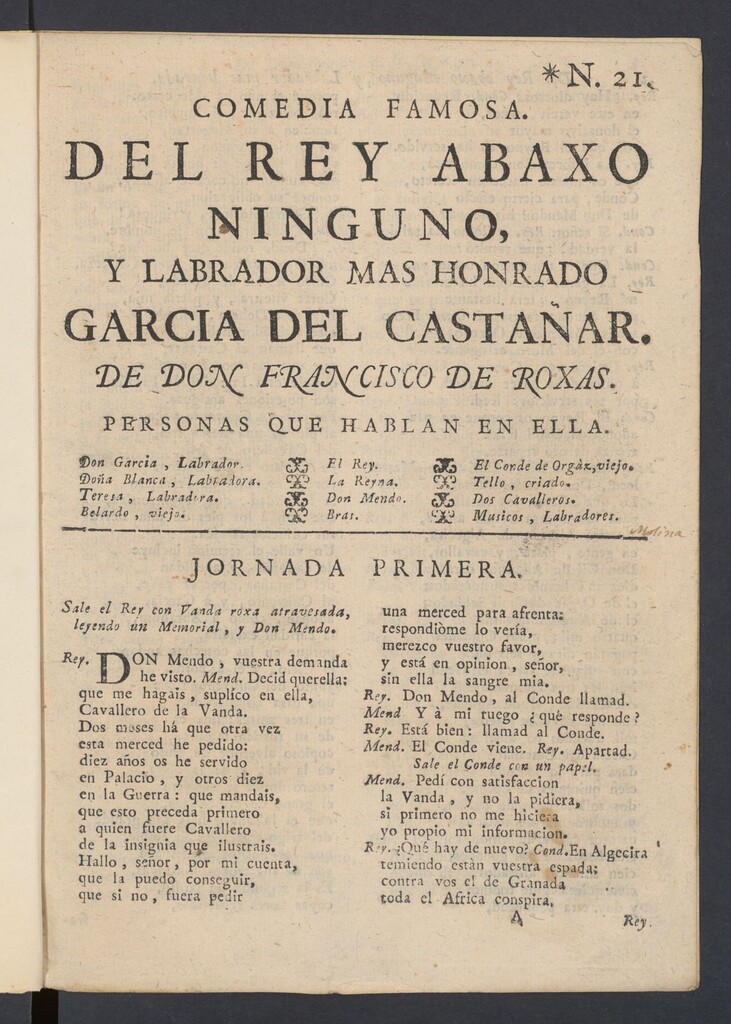 *N. 21.
COMEDIA FAMOSA.
DEL REY ABAXO
NINGUNO,
Y LABRADOR MAS HONRADO
GARCIA DEL CASTAÑAR.
DE DON FRANCISCO DE ROXAS.
PERSONAS QUE HABLAN EN ELLA.
Don Garcia, Labrador.
Doña Blanca, Labradora.
Teresa, Labradora.
Belardo, viejo.
El Rey.
La Reyna.
Don Mendo.
Bras.
El Conde de Orgàz, viejo.
Tello, criado.
Dos Cavalleros.
Musicos, Labradores.
Molina
JORNADA PRIMERA.
Sale el Rey con Vanda roxa atravesada,
leyendo un Memorial, y Don Mendo.
Rey. DON Mendo, vuestra demanda
he visto. Mend. Decid querella;
que me hagais, suplíco en ella,
Cavallero de la Vanda.
Dos meses há que otra vez
esta merced he pedido:
diez años os he servido
en Palacio, y otros diez
en la Guerra: que mandais,
que esto preceda primero
a quien fuere Cavallero
de la insignia que ilustrais.
Hallo, señor, por mi cuenta,
que la puedo conseguir,
que si no, fuera pedir
una merced para afrenta:
respondiòme lo vería,
merezco vuestro favor,
y está en opinion, señor,
sin ella la sangre mia.
Rey. Don Mendo, al Conde llamad.
Mend Y à mi ruego ¿qué responde?
Rey. Está bien: llamad al Conde.
Mend. El Conde viene. Rey. Apartad.
Sale el Conde con un papel.
Mend. Pedí con satisfaccion
la Vanda, y no la pidiera,
si primero no me hiciera
yo propio mi informacion.
Rey. ¿Qué hay de nuevo? Cond. En Algecira
temiendo estàn vuestra espada;
contra vos el de Granada
toda el Africa conspira.
A
Rey.